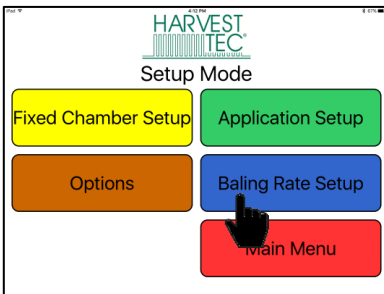 iPad
4:12 PM
67%
HARVEST
TEC
Setup Mode
Fixed Chamber Setup
Application Setup
Options
Baling Rate Setup
Main Menu